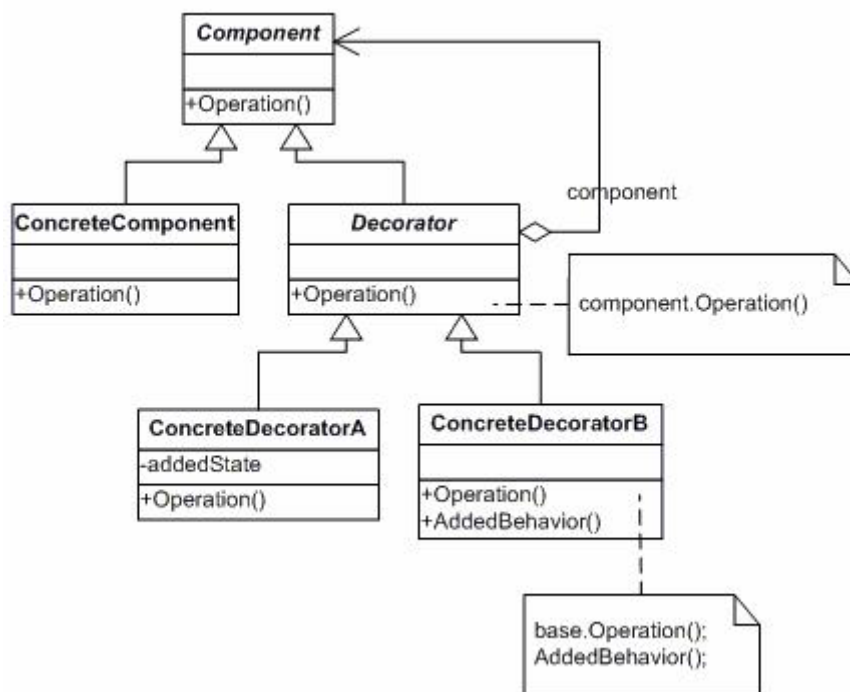 Component
+Operation()
component
ConcreteComponent
+Operation()
Decorator
+Operation()
component.Operation()
ConcreteDecoratorA
-addedState
+Operation()
ConcreteDecoratorB
+Operation()
+AddedBehavior()
base.Operation();
AddedBehavior();